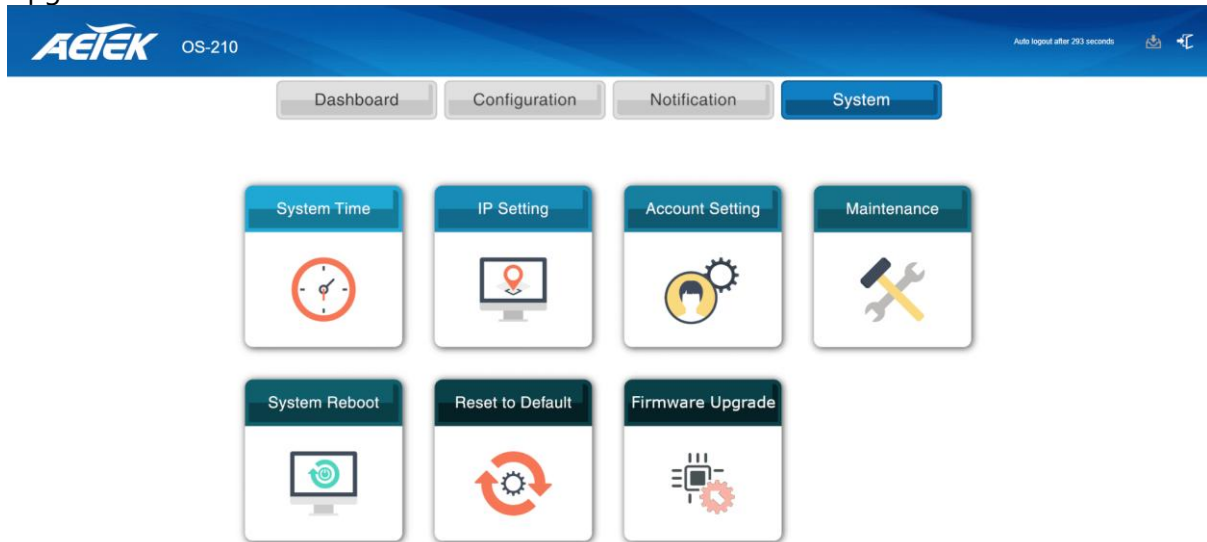 AETEK OS-210 Auto logout after 293 seconds
Dashboard Configuration Notification System
System Time IP Setting Account Setting Maintenance
System Reboot Reset to Default Firmware Upgrade